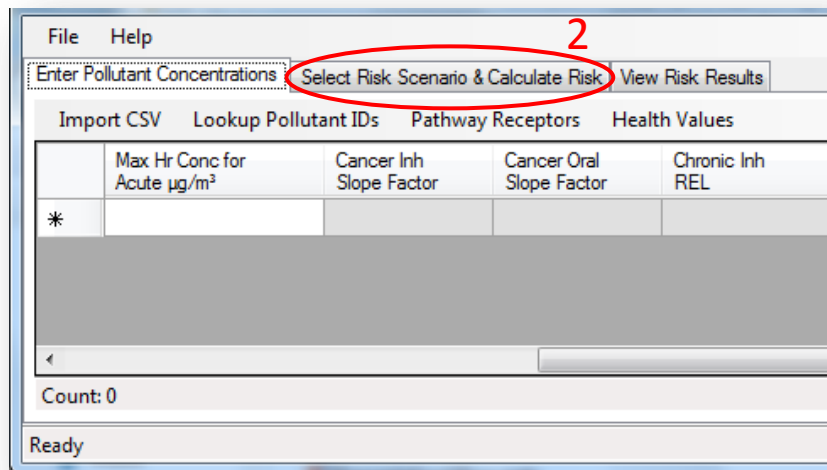 File Help
2
Enter Pollutant Concentrations Select Risk Scenario & Calculate Risk View Risk Results
Import CSV Lookup Pollutant IDs Pathway Receptors Health Values
Max Hr Conc for Cancer Inh Cancer Oral Chronic Inh
Acute µg/m³ Slope Factor Slope Factor REL
*
Count: 0
Ready